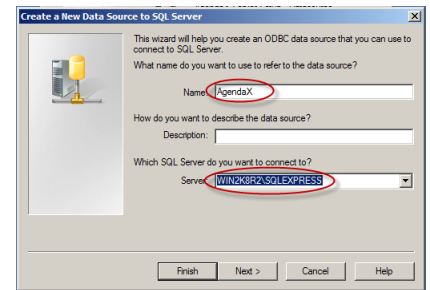 Create a New Data Source to SQL Server
This wizard will help you create an ODBC data source that you can use to
connect to SQL Server.
What name do you want to use to refer to the data source?
Name: AgendaX
How do you want to describe the data source?
Description:
Which SQL Server do you want to connect to?
Server: WIN2K8R2\SQLEXPRESS
Finish Next > Cancel Help